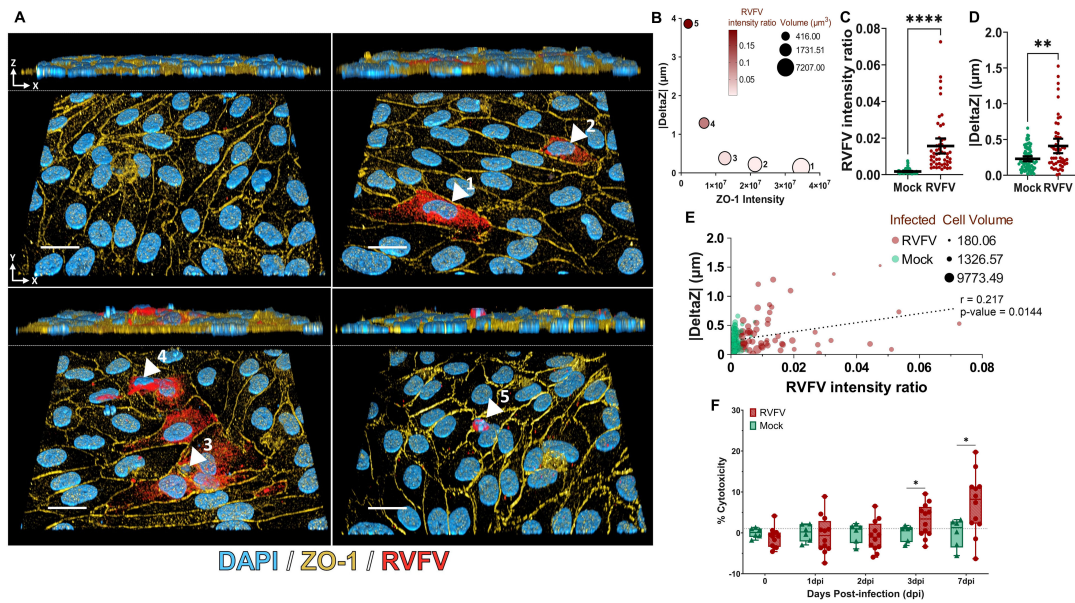 A
Z
X
Y
X
1
2
3
4
5
DAPI / ZO-1 / RVFV
B
|DeltaZ| (μm)
4
3
2
1
0
5
4
3
2
1
0
1×10⁷
2×10⁷
3×10⁷
4×10⁷
ZO-1 Intensity
RVFV
intensity ratio
0.15
0.1
0.05
Volume (μm³)
416.00
1731.51
7207.00
C
****
RVFV intensity ratio
0.08
0.06
0.04
0.02
0.00
Mock RVFV
D
**
|DeltaZ| (μm)
2.0
1.5
1.0
0.5
0.0
Mock RVFV
E
|DeltaZ| (μm)
2.0
1.5
1.0
0.5
0.0
0.00
0.02
0.04
0.06
0.08
RVFV intensity ratio
Infected
RVFV
Mock
Cell Volume
180.06
1326.57
9773.49
r = 0.217
p-value = 0.0144
F
RVFV
Mock
% Cytotoxicity
30
20
10
0
-10
*
*
0
1dpi
2dpi
3dpi
7dpi
Days Post-infection (dpi)